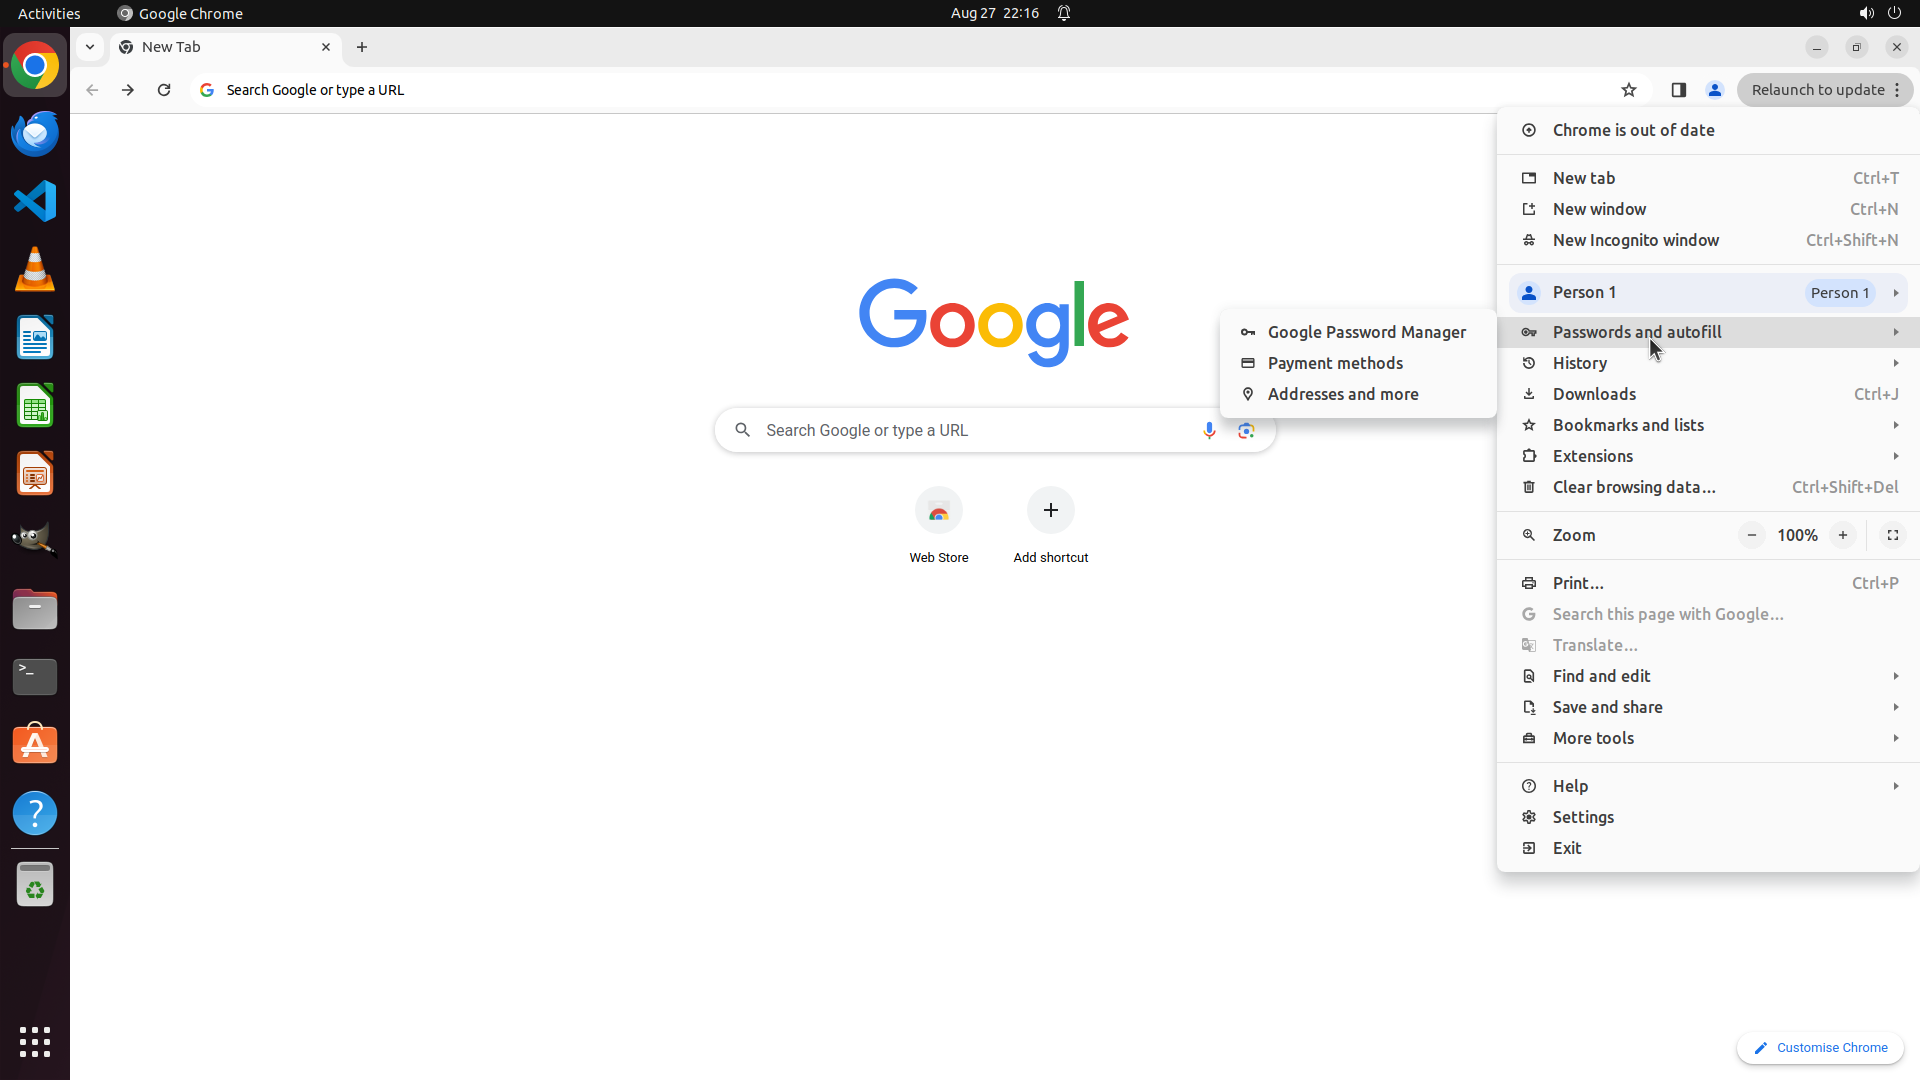 Activities
Google Chrome
Aug 27 22:16
New Tab
Search Google or type a URL
Relaunch to update
Chrome is out of date
New tab Ctrl+T
New window Ctrl+N
New Incognito window Ctrl+Shift+N
Person 1 Person 1
Passwords and autofill
Google Password Manager
Payment methods
Addresses and more
History
Downloads Ctrl+J
Bookmarks and lists
Extensions
Clear browsing data... Ctrl+Shift+Del
Zoom 100%
Print... Ctrl+P
Search this page with Google...
Translate...
Find and edit
Save and share
More tools
Help
Settings
Exit
Google
Search Google or type a URL
Web Store
Add shortcut
Customise Chrome